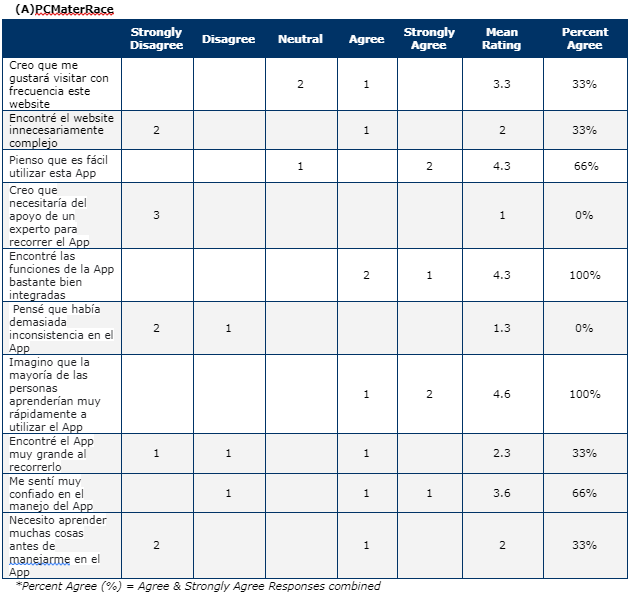 (A)PCMaterRace
Strongly Disagree	Disagree	Neutral	Agree	Strongly Agree	Mean Rating	Percent Agree
Creo que me
gustará visitar con
frecuencia este
website
2	1	3.3	33%
Encontré el website
innecesariamente
complejo
2	1	2	33%
Pienso que es fácil
utilizar esta App
1	2	4.3	66%
Creo que
necesitaría del
apoyo de un
experto para
recorrer el App
3	1	0%
Encontré las
funciones de la App
bastante bien
integradas
2	1	4.3	100%
Pensé que había
demasiada
inconsistencia en el
App
2	1	1.3	0%
Imagino que la
mayoría de las
personas
aprenderían muy
rápidamente a
utilizar el App
1	2	4.6	100%
Encontré el App
muy grande al
recorrerlo
1	1	1	2.3	33%
Me sentí muy
confiado en el
manejo del App
1	1	1	3.6	66%
Necesito aprender
muchas cosas
antes de
manejarme en el
App
2	1	2	33%
*Percent Agree (%) = Agree & Strongly Agree Responses combined